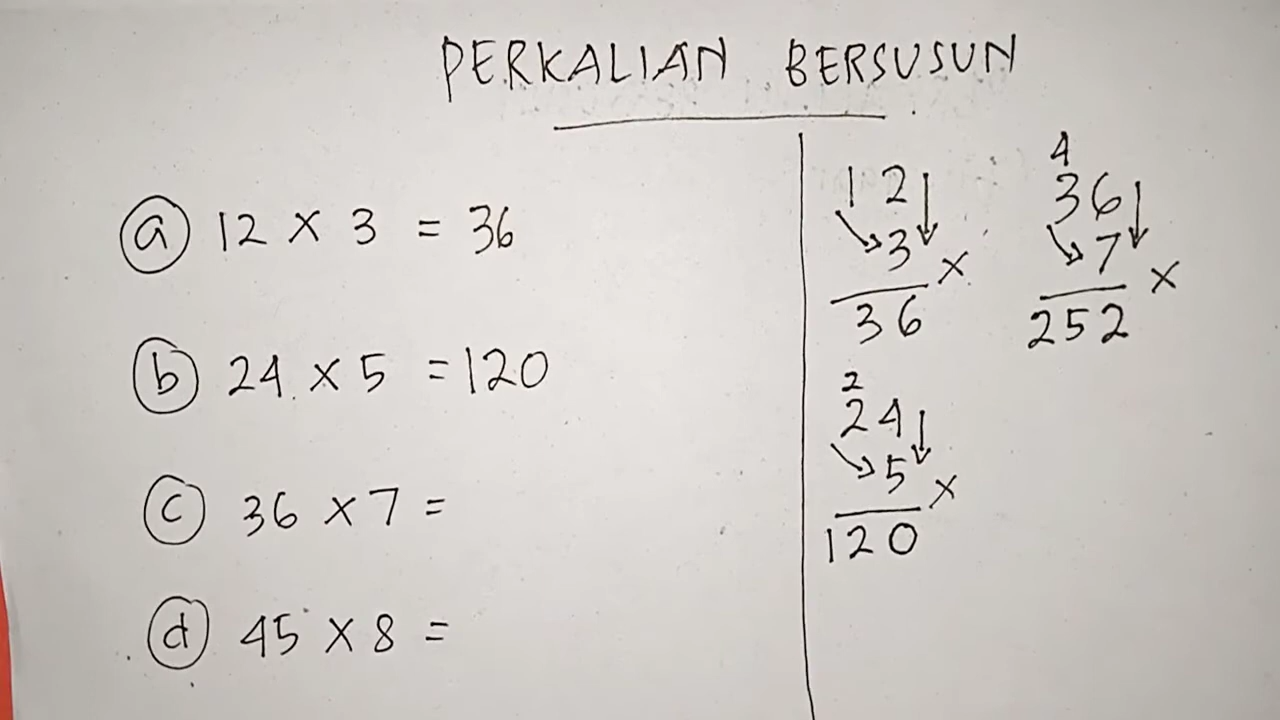 PERKALIAN BERSUSUN
a 12 × 3 = 36
b 24 × 5 = 120
c 36 × 7 =
d 45 × 8 =
12
3 ×
36
4
36
7 ×
252
2
24
5 ×
120